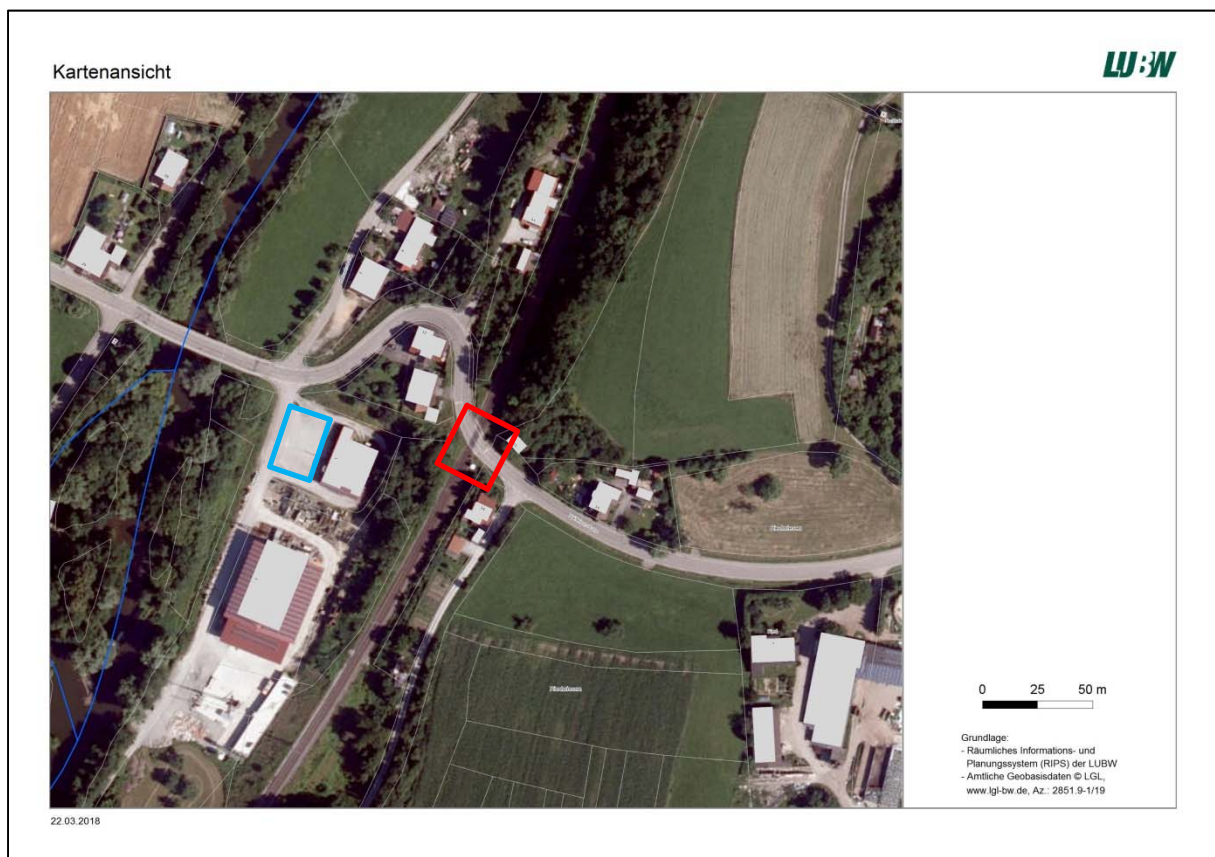 Kartenansicht
LUBW
0 25 50 m
Grundlage:
- Räumliches Informations- und
Planungssystem (RIPS) der LUBW
- Amtliche Geobasisdaten © LGL,
www.lgl-bw.de, Az.: 2851.9-1/19
22.03.2018